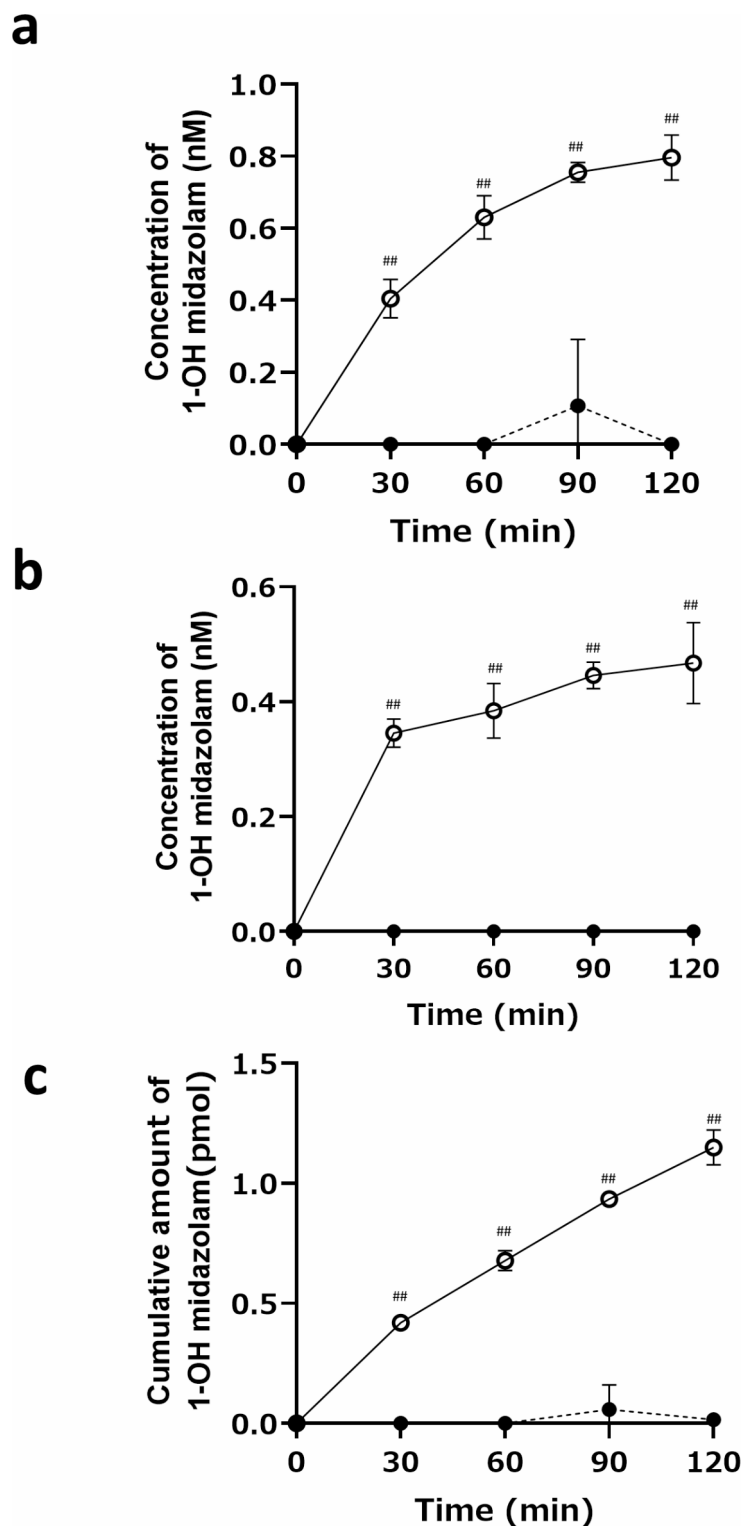 a
Concentration of
1-OH midazolam (nM)
1.0
0.8
0.6
0.4
0.2
0.0
##
##
##
##
0 30 60 90 120
Time (min)
b
Concentration of
1-OH midazolam (nM)
0.6
0.4
0.2
0.0
##
##
##
##
0 30 60 90 120
Time (min)
c
Cumulative amount of
1-OH midazolam(pmol)
1.5
1.0
0.5
0.0
##
##
##
##
0 30 60 90 120
Time (min)